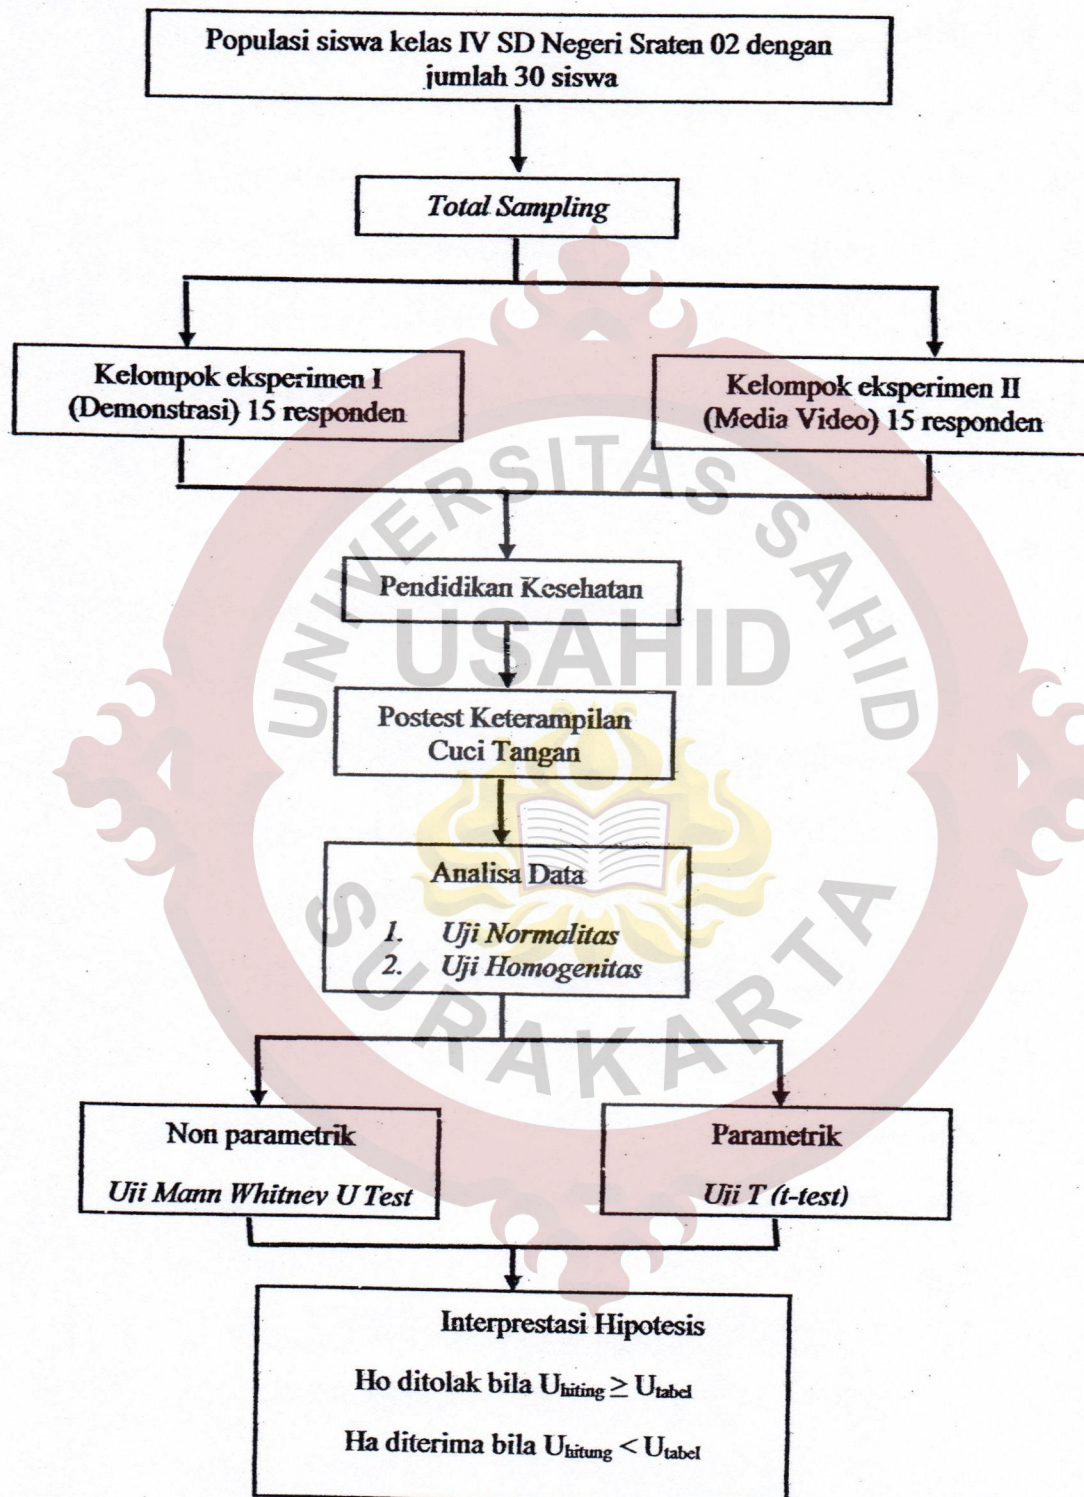 Populasi siswa kelas IV SD Negeri Sraten 02 dengan
jumlah 30 siswa
Total Sampling
Kelompok eksperimen I
(Demonstrasi) 15 responden
Kelompok eksperimen II
(Media Video) 15 responden
Pendidikan Kesehatan
Postest Keterampilan
Cuci Tangan
Analisa Data
1. Uji Normalitas
2. Uji Homogenitas
Non parametrik
Uji Mann Whitney U Test
Parametrik
Uji T (t-test)
Interprestasi Hipotesis
Ho ditolak bila Uhiting ≥ Utabel
Ha diterima bila Uhitung < Utabel
UNIVERSITAS SAHID
USAHID
SURAKARTA